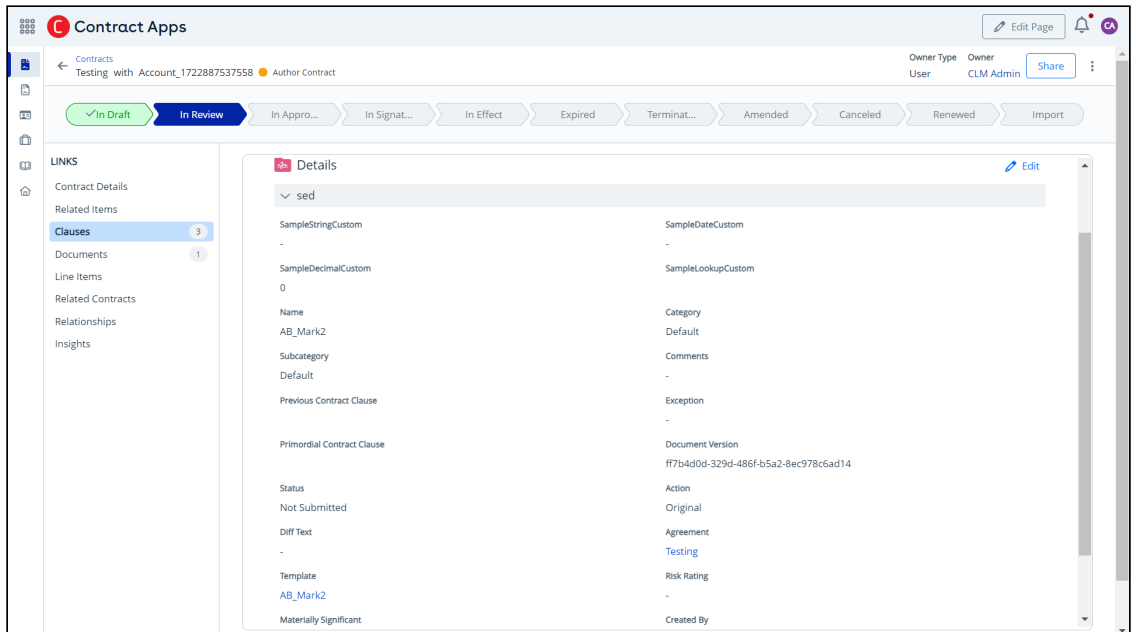 Contract Apps
Edit Page
CA
Contracts
Testing with Account_1722887537558 Author Contract
Owner Type Owner
User CLM Admin
Share
In Draft In Review In Appro... In Signat... In Effect Expired Terminat... Amended Canceled Renewed Import
LINKS
Contract Details
Related Items
Clauses 3
Documents 1
Line Items
Related Contracts
Relationships
Insights
Details
Edit
sed
SampleStringCustom SampleDateCustom
- -
SampleDecimalCustom SampleLookupCustom
0
Name Category
AB_Mark2 Default
Subcategory Comments
Default -
Previous Contract Clause Exception
-
Primordial Contract Clause Document Version
ff7b4d0d-329d-486f-b5a2-8ec978c6ad14
Status Action
Not Submitted Original
Diff Text Agreement
- Testing
Template Risk Rating
AB_Mark2 -
Materially Significant Created By